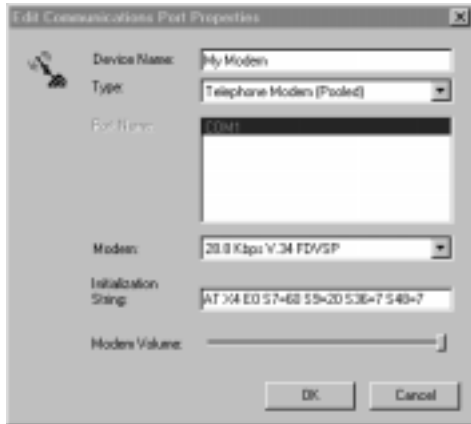 Edit Communications Port Properties
Device Name: My Modem
Type: Telephone Modem (Pooled)
Port Name: COM1
Modem: 28.8 Kbps V.34 FDVSP
Initialization
String: AT X4 E0 S7=60 S9=20 S36=7 S48=7
Modem Volume:
OK Cancel